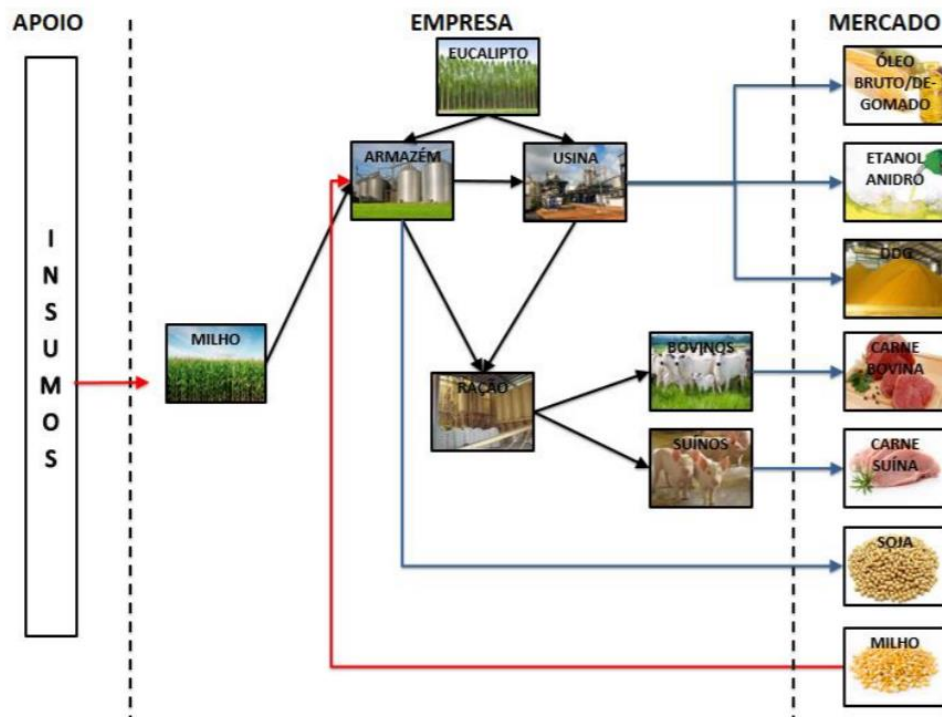 APOIO
EMPRESA
MERCADO
EUCALIPTO
ÓLEO
BRUTO/DE-
GOMADO
ARMAZÉM
USINA
ETANOL
ANIDRO
DDG
I
N
S
U
M
O
S
MILHO
BOVINOS
CARNE
BOVINA
RAÇÃO
SUÍNOS
CARNE
SUÍNA
SOJA
MILHO